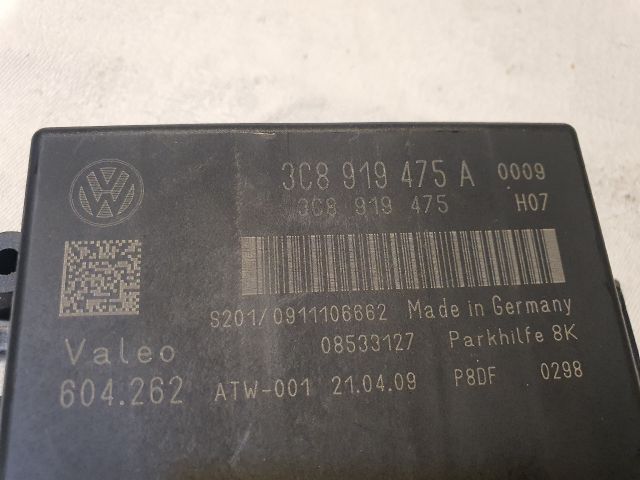 3C8 919 475 A 0009
3C8 919 475 H07
S201/0911106662 Made in Germany
Valeo 08533127 Parkhilfe 8K
604.262 ATW-001 21.04.09 P8DF 0298